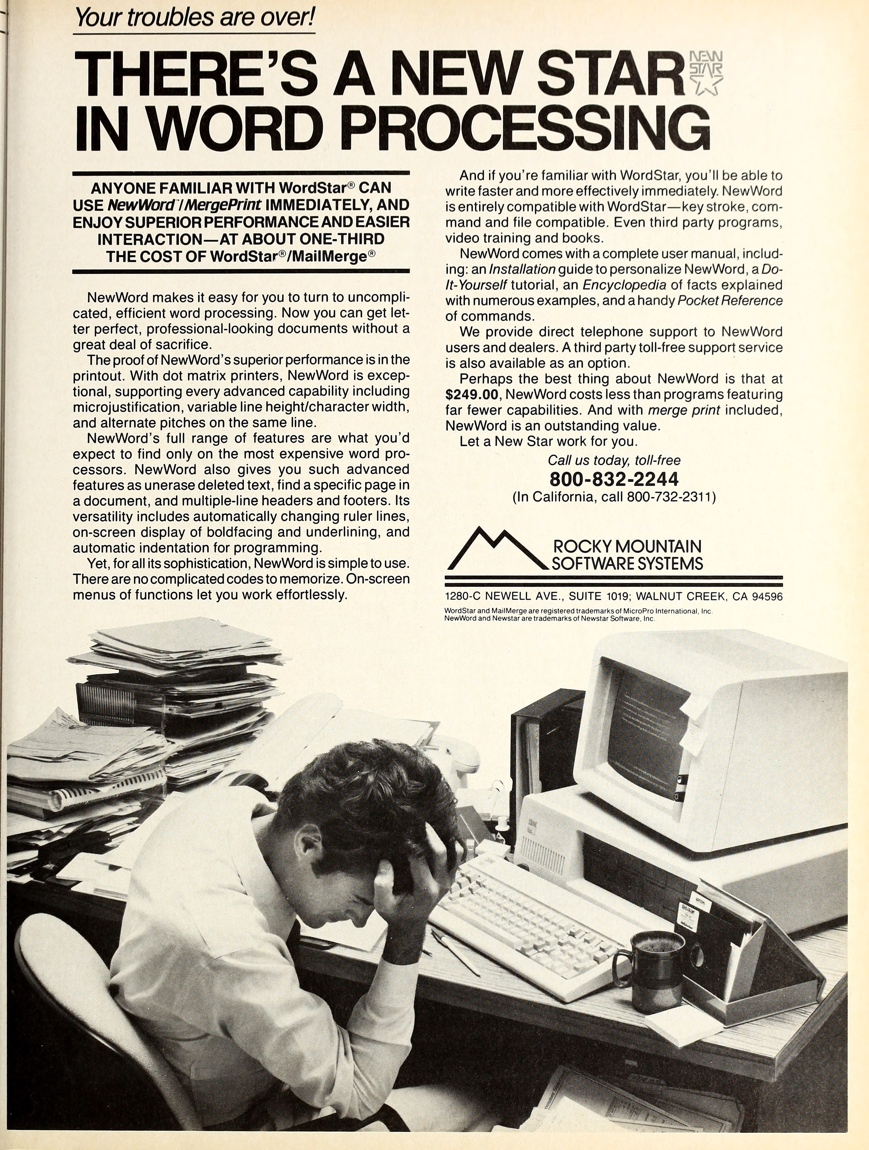 Your troubles are over!
THERE'S A NEW STAR
NEW
STAR
IN WORD PROCESSING
ANYONE FAMILIAR WITH WordStar® CAN
USE NewWord™/MergePrint IMMEDIATELY, AND
ENJOY SUPERIOR PERFORMANCE AND EASIER
INTERACTION—AT ABOUT ONE-THIRD
THE COST OF WordStar®/MailMerge®
NewWord makes it easy for you to turn to uncompli-
cated, efficient word processing. Now you can get let-
ter perfect, professional-looking documents without a
great deal of sacrifice.
The proof of NewWord's superior performance is in the
printout. With dot matrix printers, NewWord is excep-
tional, supporting every advanced capability including
microjustification, variable line height/character width,
and alternate pitches on the same line.
NewWord's full range of features are what you'd
expect to find only on the most expensive word pro-
cessors. NewWord also gives you such advanced
features as unerase deleted text, find a specific page in
a document, and multiple-line headers and footers. Its
versatility includes automatically changing ruler lines,
on-screen display of boldfacing and underlining, and
automatic indentation for programming.
Yet, for all its sophistication, NewWord is simple to use.
There are no complicated codes to memorize. On-screen
menus of functions let you work effortlessly.
And if you're familiar with WordStar, you'll be able to
write faster and more effectively immediately. NewWord
is entirely compatible with WordStar—key stroke, com-
mand and file compatible. Even third party programs,
video training and books.
NewWord comes with a complete user manual, includ-
ing: an Installation guide to personalize NewWord, a Do-
It-Yourself tutorial, an Encyclopedia of facts explained
with numerous examples, and a handy Pocket Reference
of commands.
We provide direct telephone support to NewWord
users and dealers. A third party toll-free support service
is also available as an option.
Perhaps the best thing about NewWord is that at
$249.00, NewWord costs less than programs featuring
far fewer capabilities. And with merge print included,
NewWord is an outstanding value.
Let a New Star work for you.
Call us today, toll-free
800-832-2244
(In California, call 800-732-2311)
ROCKY MOUNTAIN
SOFTWARE SYSTEMS
1280-C NEWELL AVE., SUITE 1019; WALNUT CREEK, CA 94596
WordStar and MailMerge are registered trademarks of MicroPro International, Inc.
NewWord and Newstar are trademarks of Newstar Software, Inc.